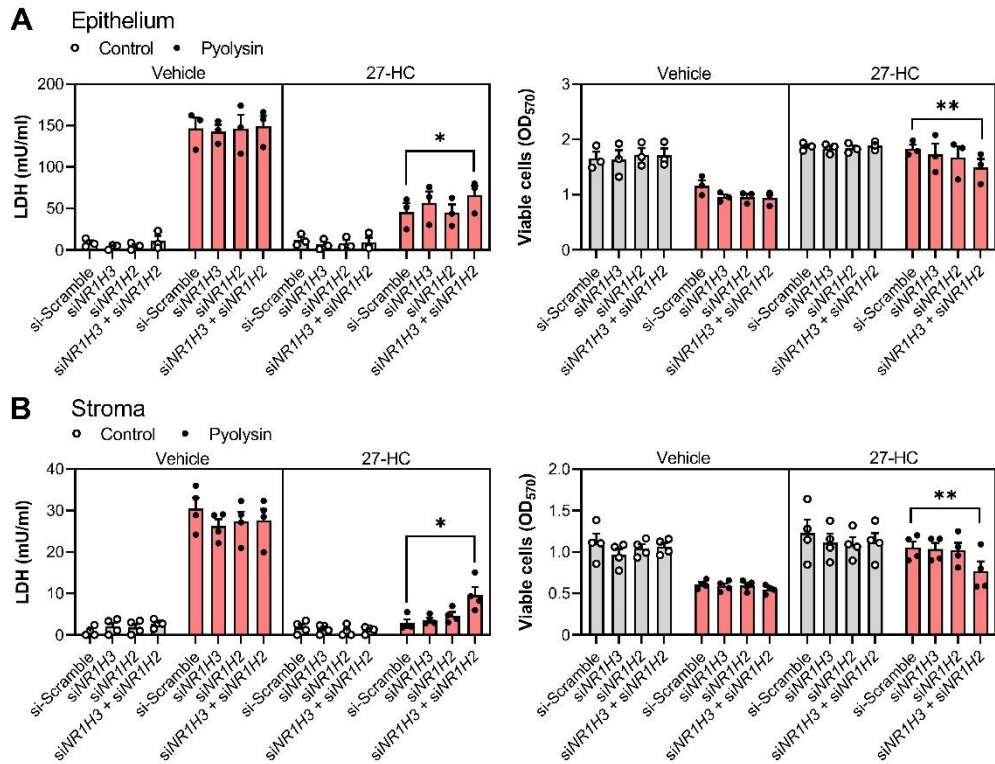 A Epithelium
Control Pyolysin
Vehicle 27-HC
LDH (mU/ml)
200
150
100
50
0
*
si-Scramble
siNR1H3
siNR1H2
siNR1H3 + siNR1H2
si-Scramble
siNR1H3
siNR1H2
siNR1H3 + siNR1H2
si-Scramble
siNR1H3
siNR1H2
siNR1H3 + siNR1H2
si-Scramble
siNR1H3
siNR1H2
siNR1H3 + siNR1H2
Vehicle 27-HC
Viable cells (OD570)
3
2
1
0
**
si-Scramble
siNR1H3
siNR1H2
siNR1H3 + siNR1H2
si-Scramble
siNR1H3
siNR1H2
siNR1H3 + siNR1H2
si-Scramble
siNR1H3
siNR1H2
siNR1H3 + siNR1H2
si-Scramble
siNR1H3
siNR1H2
siNR1H3 + siNR1H2
B Stroma
Control Pyolysin
Vehicle 27-HC
LDH (mU/ml)
40
30
20
10
0
*
si-Scramble
siNR1H3
siNR1H2
siNR1H3 + siNR1H2
si-Scramble
siNR1H3
siNR1H2
siNR1H3 + siNR1H2
si-Scramble
siNR1H3
siNR1H2
siNR1H3 + siNR1H2
si-Scramble
siNR1H3
siNR1H2
siNR1H3 + siNR1H2
Vehicle 27-HC
Viable cells (OD570)
2.0
1.5
1.0
0.5
0.0
**
si-Scramble
siNR1H3
siNR1H2
siNR1H3 + siNR1H2
si-Scramble
siNR1H3
siNR1H2
siNR1H3 + siNR1H2
si-Scramble
siNR1H3
siNR1H2
siNR1H3 + siNR1H2
si-Scramble
siNR1H3
siNR1H2
siNR1H3 + siNR1H2